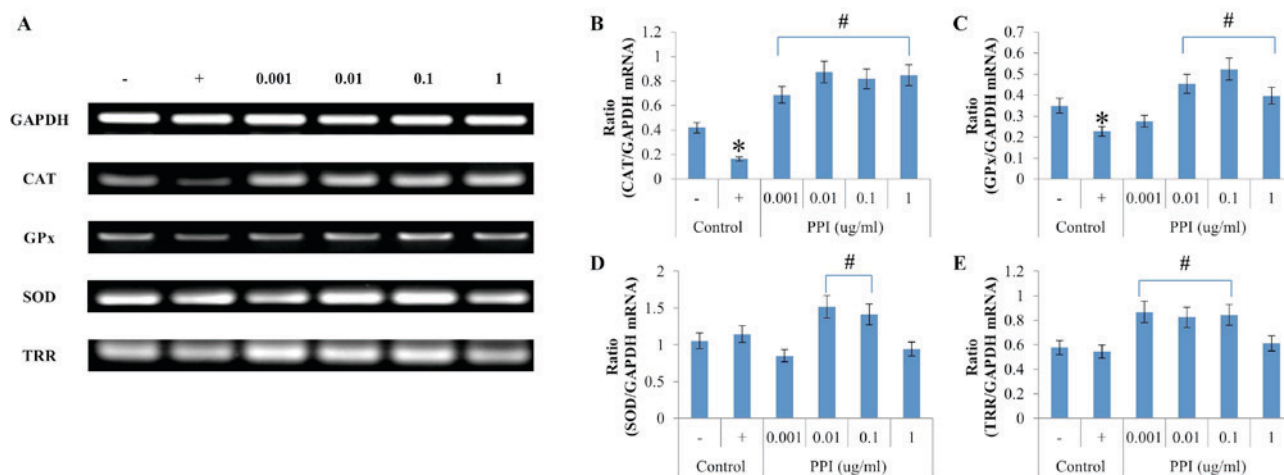 A
- + 0.001 0.01 0.1 1
GAPDH
CAT
GPx
SOD
TRR
B
Ratio
(CAT/GAPDH mRNA)
1.2
1
0.8
0.6
0.4
0.2
0
*
#
- + 0.001 0.01 0.1 1
Control PPI (ug/ml)
C
Ratio
(GPx/GAPDH mRNA)
0.7
0.6
0.5
0.4
0.3
0.2
0.1
0
*
#
- + 0.001 0.01 0.1 1
Control PPI (ug/ml)
D
Ratio
(SOD/GAPDH mRNA)
2
1.5
1
0.5
0
#
- + 0.001 0.01 0.1 1
Control PPI (ug/ml)
E
Ratio
(TRR/GAPDH mRNA)
1.2
1
0.8
0.6
0.4
0.2
0
#
- + 0.001 0.01 0.1 1
Control PPI (ug/ml)